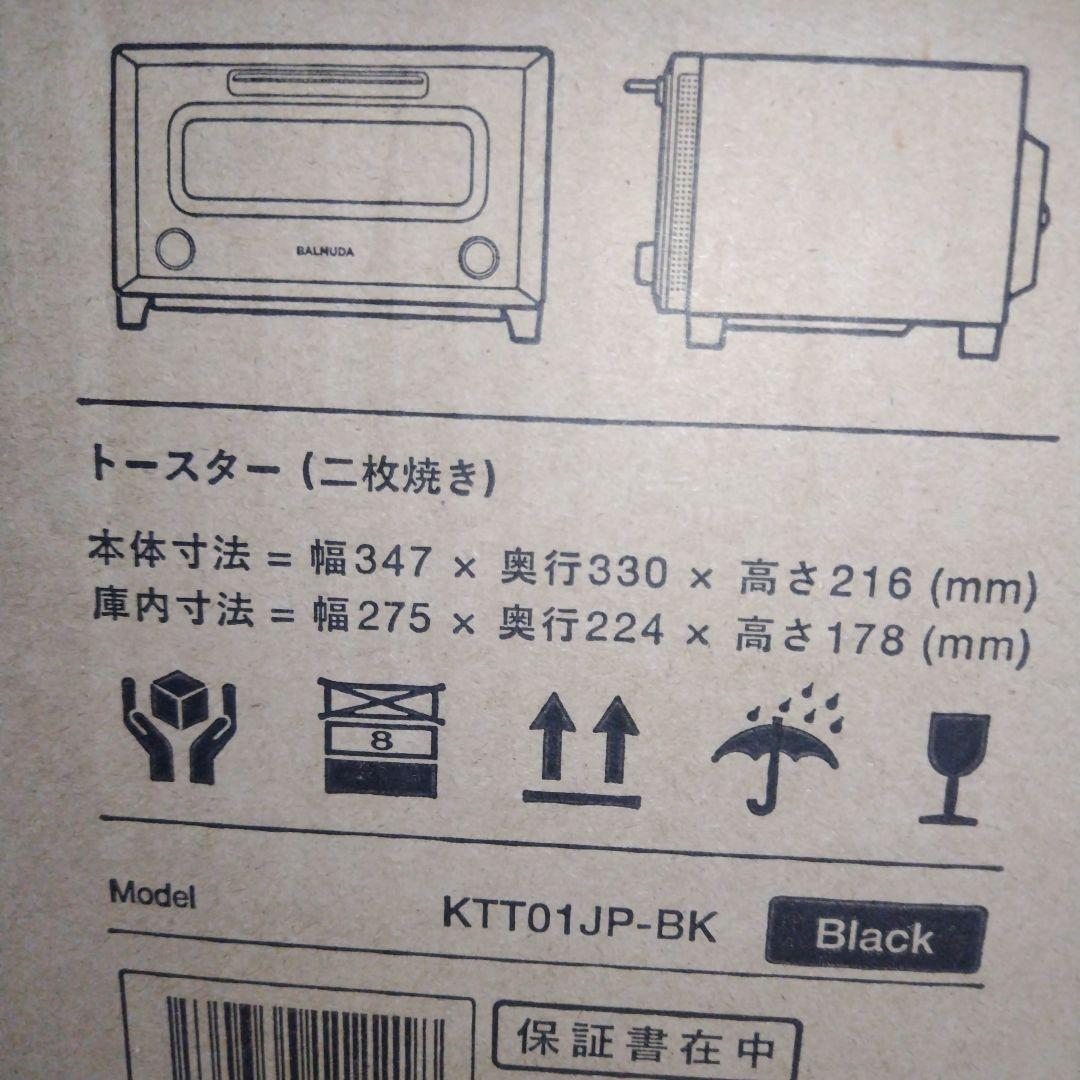 BALMUDA
トースター (二枚焼き)
本体寸法 = 幅347 × 奥行330 × 高さ216 (mm)
庫内寸法 = 幅275 × 奥行224 × 高さ178 (mm)
8
Model KTT01JP-BK Black
保証書在中